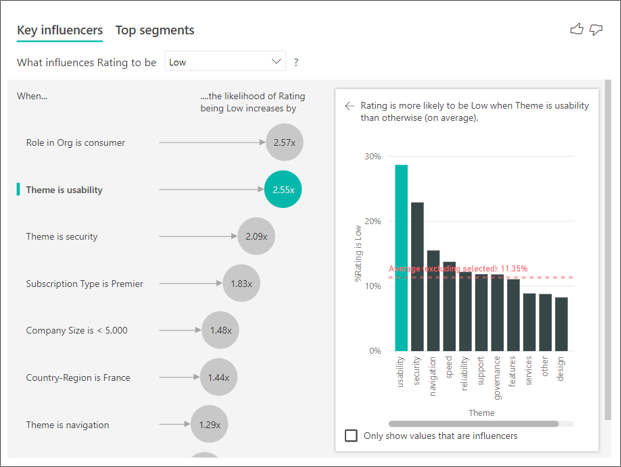 Key influencers
Top segments
What influences Rating to be
Low
?
When...
....the likelihood of Rating
being Low increases by
Role in Org is consumer
2.57x
Theme is usability
2.55x
Theme is security
2.09x
Subscription Type is Premier
1.83x
Company Size is < 5,000
1.48x
Country-Region is France
1.44x
Theme is navigation
1.29x
Rating is more likely to be Low when Theme is usability
than otherwise (on average).
30%
20%
10%
0%
%Rating is Low
Average (excluding selected): 11.35%
usability
security
navigation
speed
reliability
support
governance
features
services
other
design
Theme
Only show values that are influencers